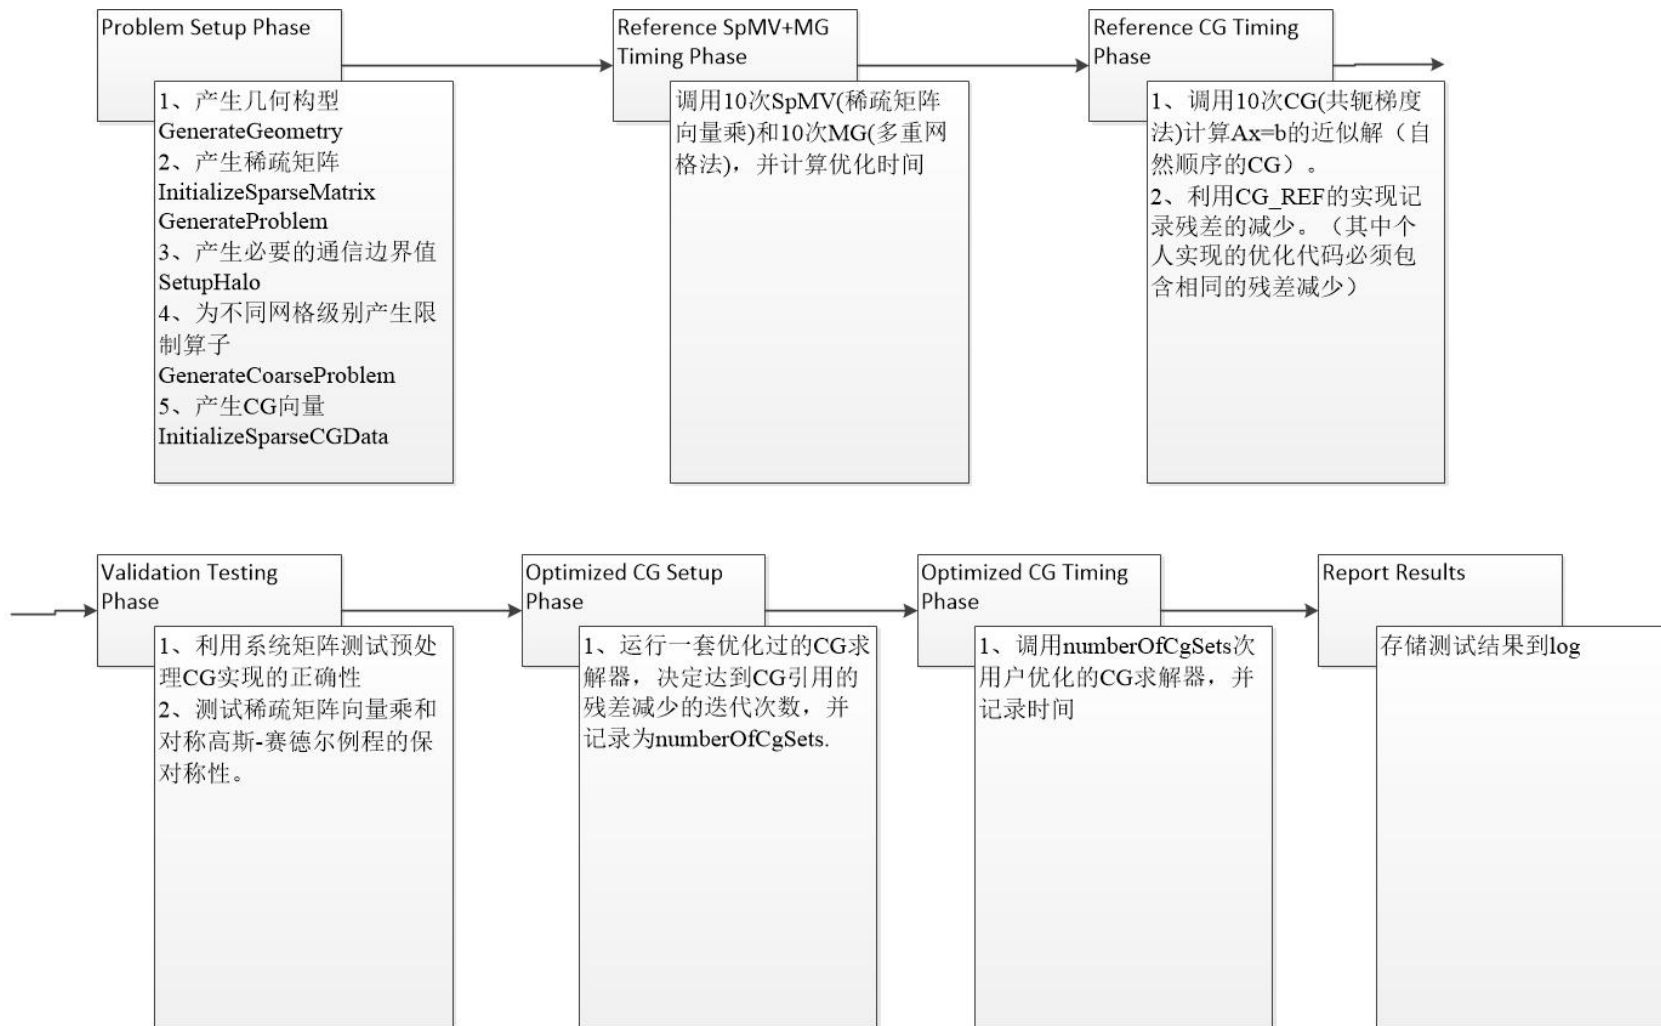 Problem Setup Phase
1、产生几何构型
GenerateGeometry
2、产生稀疏矩阵
InitializeSparseMatrix
GenerateProblem
3、产生必要的通信边界值
SetupHalo
4、为不同网格级别产生限
制算子
GenerateCoarseProblem
5、产生CG向量
InitializeSparseCGData
Reference SpMV+MG
Timing Phase
调用10次SpMV(稀疏矩阵
向量乘)和10次MG(多重网
格法)，并计算优化时间
Reference CG Timing
Phase
1、调用10次CG(共轭梯度
法)计算Ax=b的近似解（自
然顺序的CG）。
2、利用CG_REF的实现记
录残差的减少。（其中个
人实现的优化代码必须包
含相同的残差减少）
Validation Testing
Phase
1、利用系统矩阵测试预处
理CG实现的正确性
2、测试稀疏矩阵向量乘和
对称高斯-赛德尔例程的保
对称性。
Optimized CG Setup
Phase
1、运行一套优化过的CG求
解器，决定达到CG引用的
残差减少的迭代次数，并
记录为numberOfCgSets.
Optimized CG Timing
Phase
1、调用numberOfCgSets次
用户优化的CG求解器，并
记录时间
Report Results
存储测试结果到log